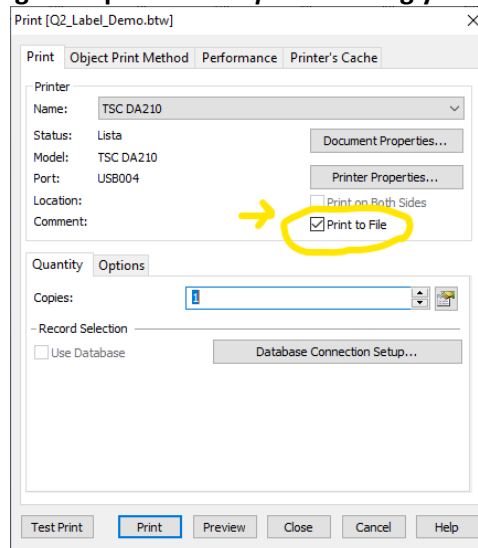 Print [Q2_Label_Demo.btw]
Print Object Print Method Performance Printer's Cache
Printer
Name: TSC DA210
Status: Lista
Document Properties...
Model: TSC DA210
Port: USB004
Printer Properties...
Location:
Print on Both Sides
Comment:
Print to File
Quantity Options
Copies: 1
Record Selection
Use Database
Database Connection Setup...
Test Print Print Preview Close Cancel Help